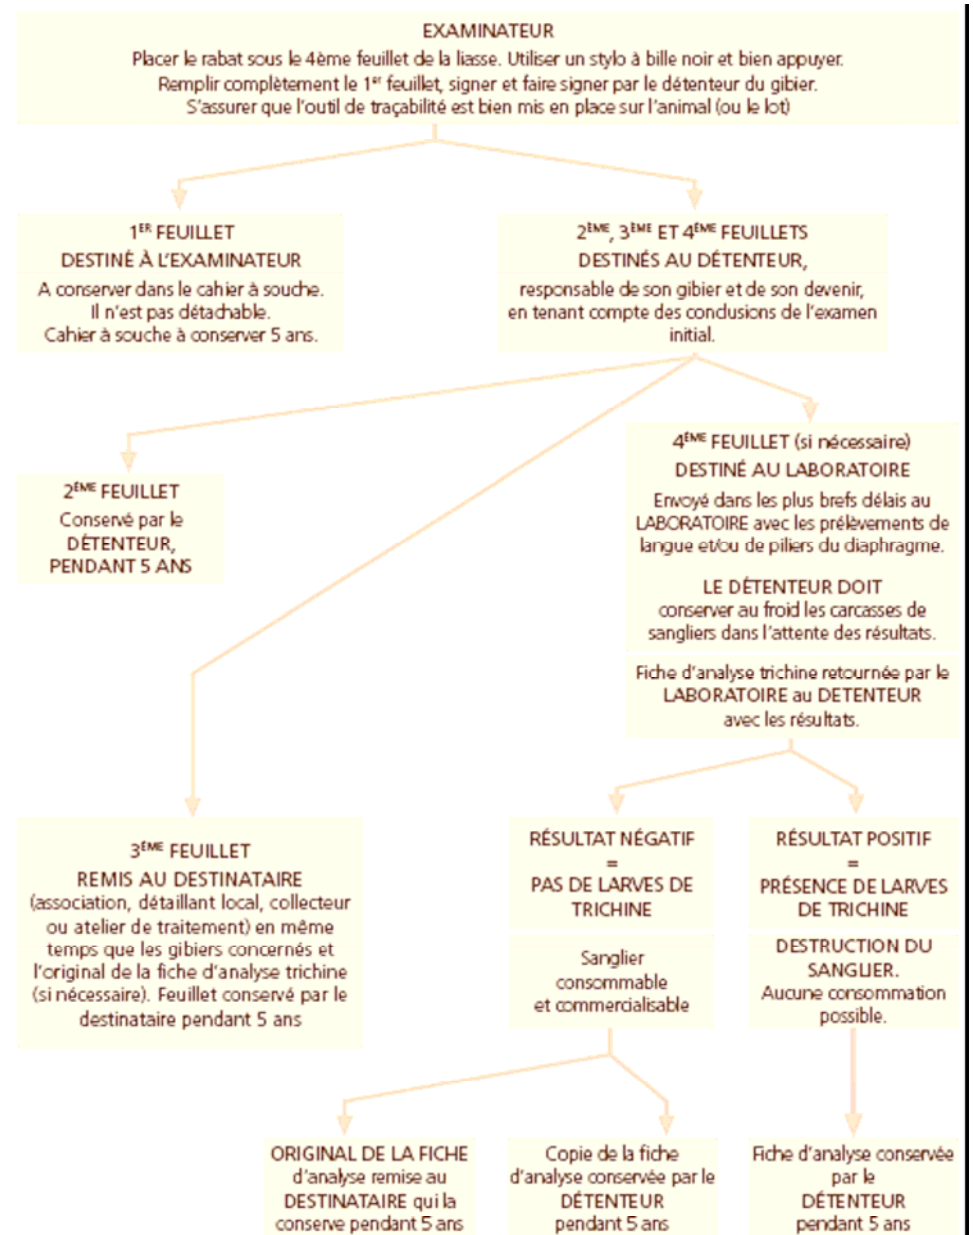 EXAMINATEUR
Placer le rabat sous le 4ème feuillet de la liasse. Utiliser un stylo à bille noir et bien appuyer.
Remplir complètement le 1er feuillet, signer et faire signer par le détenteur du gibier.
S'assurer que l'outil de traçabilité est bien mis en place sur l'animal (ou le lot)
1ER FEUILLET
DESTINÉ À L'EXAMINATEUR
A conserver dans le cahier à souche.
Il n'est pas détachable.
Cahier à souche à conserver 5 ans.
2ÈME, 3ÈME ET 4ÈME FEUILLETS
DESTINÉS AU DÉTENTEUR,
responsable de son gibier et de son devenir,
en tenant compte des conclusions de l'examen
initial.
2ÈME FEUILLET
Conservé par le
DÉTENTEUR,
PENDANT 5 ANS
4ÈME FEUILLET (si nécessaire)
DESTINÉ AU LABORATOIRE
Envoyé dans les plus brefs délais au
LABORATOIRE avec les prélèvements de
langue et/ou de piliers du diaphragme.
LE DÉTENTEUR DOIT
conserver au froid les carcasses de
sangliers dans l'attente des résultats.
Fiche d'analyse trichine retournée par le
LABORATOIRE au DETENTEUR
avec les résultats.
3ÈME FEUILLET
REMIS AU DESTINATAIRE
(association, détaillant local, collecteur
ou atelier de traitement) en même
temps que les gibiers concernés et
l'original de la fiche d'analyse trichine
(si nécessaire). Feuillet conservé par le
destinataire pendant 5 ans
RÉSULTAT NÉGATIF
=
PAS DE LARVES DE
TRICHINE
Sanglier
consommable
et commercialisable
RÉSULTAT POSITIF
=
PRÉSENCE DE LARVES
DE TRICHINE
DESTRUCTION DU
SANGLIER.
Aucune consommation
possible.
ORIGINAL DE LA FICHE
d'analyse remise au
DESTINATAIRE qui la
conserve pendant 5 ans
Copie de la fiche
d'analyse conservée par le
DÉTENTEUR
pendant 5 ans
Fiche d'analyse conservée
par le
DÉTENTEUR
pendant 5 ans